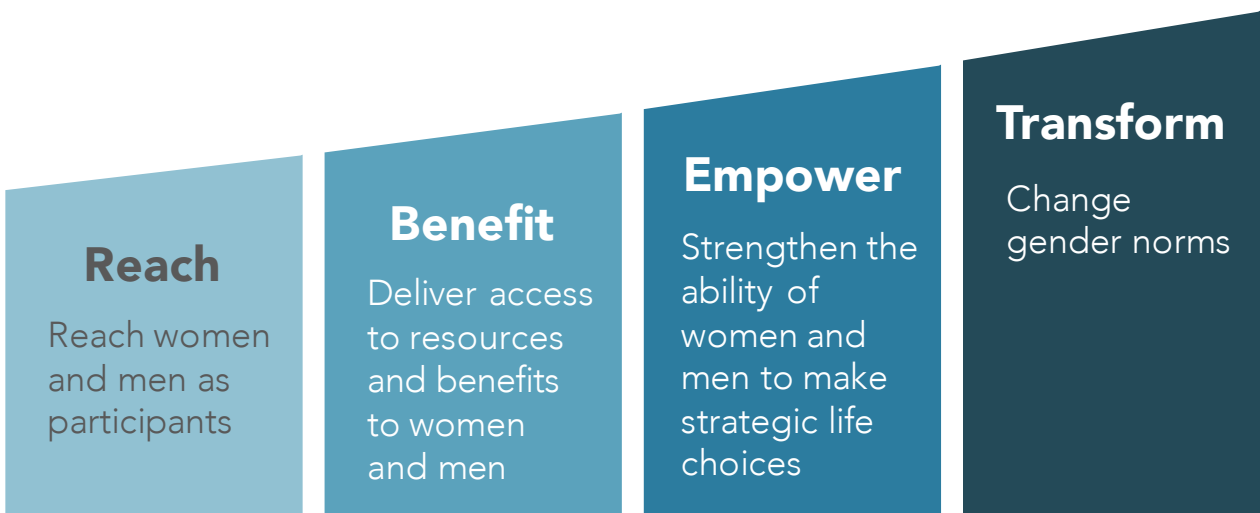 Reach
Reach women
and men as
participants
Benefit
Deliver access
to resources
and benefits
to women
and men
Empower
Strengthen the
ability of
women and
men to make
strategic life
choices
Transform
Change
gender norms